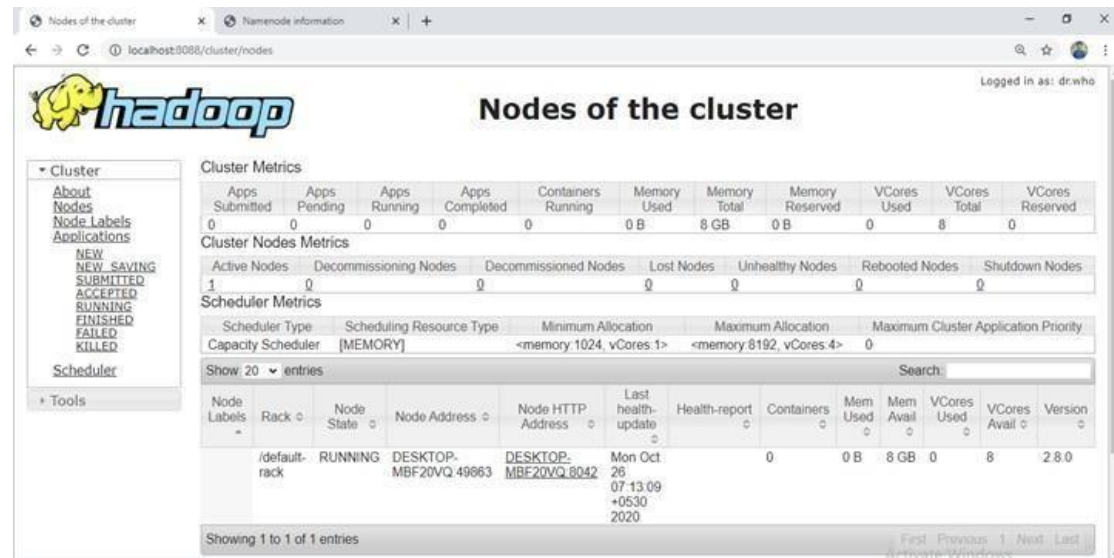 Nodes of the cluster
Namenode information
localhost:8088/cluster/nodes
Logged in as: dr.who
hadoop
Nodes of the cluster
Cluster
About
Nodes
Node Labels
Applications
NEW
NEW SAVING
SUBMITTED
ACCEPTED
RUNNING
FINISHED
FAILED
KILLED
Scheduler
Tools
Cluster Metrics
Apps Submitted Apps Pending Apps Running Apps Completed Containers Running Memory Used Memory Total Memory Reserved VCores Used VCores Total VCores Reserved
0 0 0 0 0 0 B 8 GB 0 B 0 8 0
Cluster Nodes Metrics
Active Nodes Decommissioning Nodes Decommissioned Nodes Lost Nodes Unhealthy Nodes Rebooted Nodes Shutdown Nodes
1 0 0 0 0 0 0
Scheduler Metrics
Scheduler Type Scheduling Resource Type Minimum Allocation Maximum Allocation Maximum Cluster Application Priority
Capacity Scheduler [MEMORY] <memory:1024, vCores:1> <memory:8192, vCores:4> 0
Show 20 entries Search:
Node Labels Rack Node State Node Address Node HTTP Address Last health-update Health-report Containers Mem Used Mem Avail VCores Used VCores Avail Version
/default-rack RUNNING DESKTOP-MBF20VQ:49863 DESKTOP-MBF20VQ:8042 Mon Oct 26 07:13:09 +0530 2020 0 0 B 8 GB 0 8 2.8.0
Showing 1 to 1 of 1 entries First Previous 1 Next Last
Activate Windows